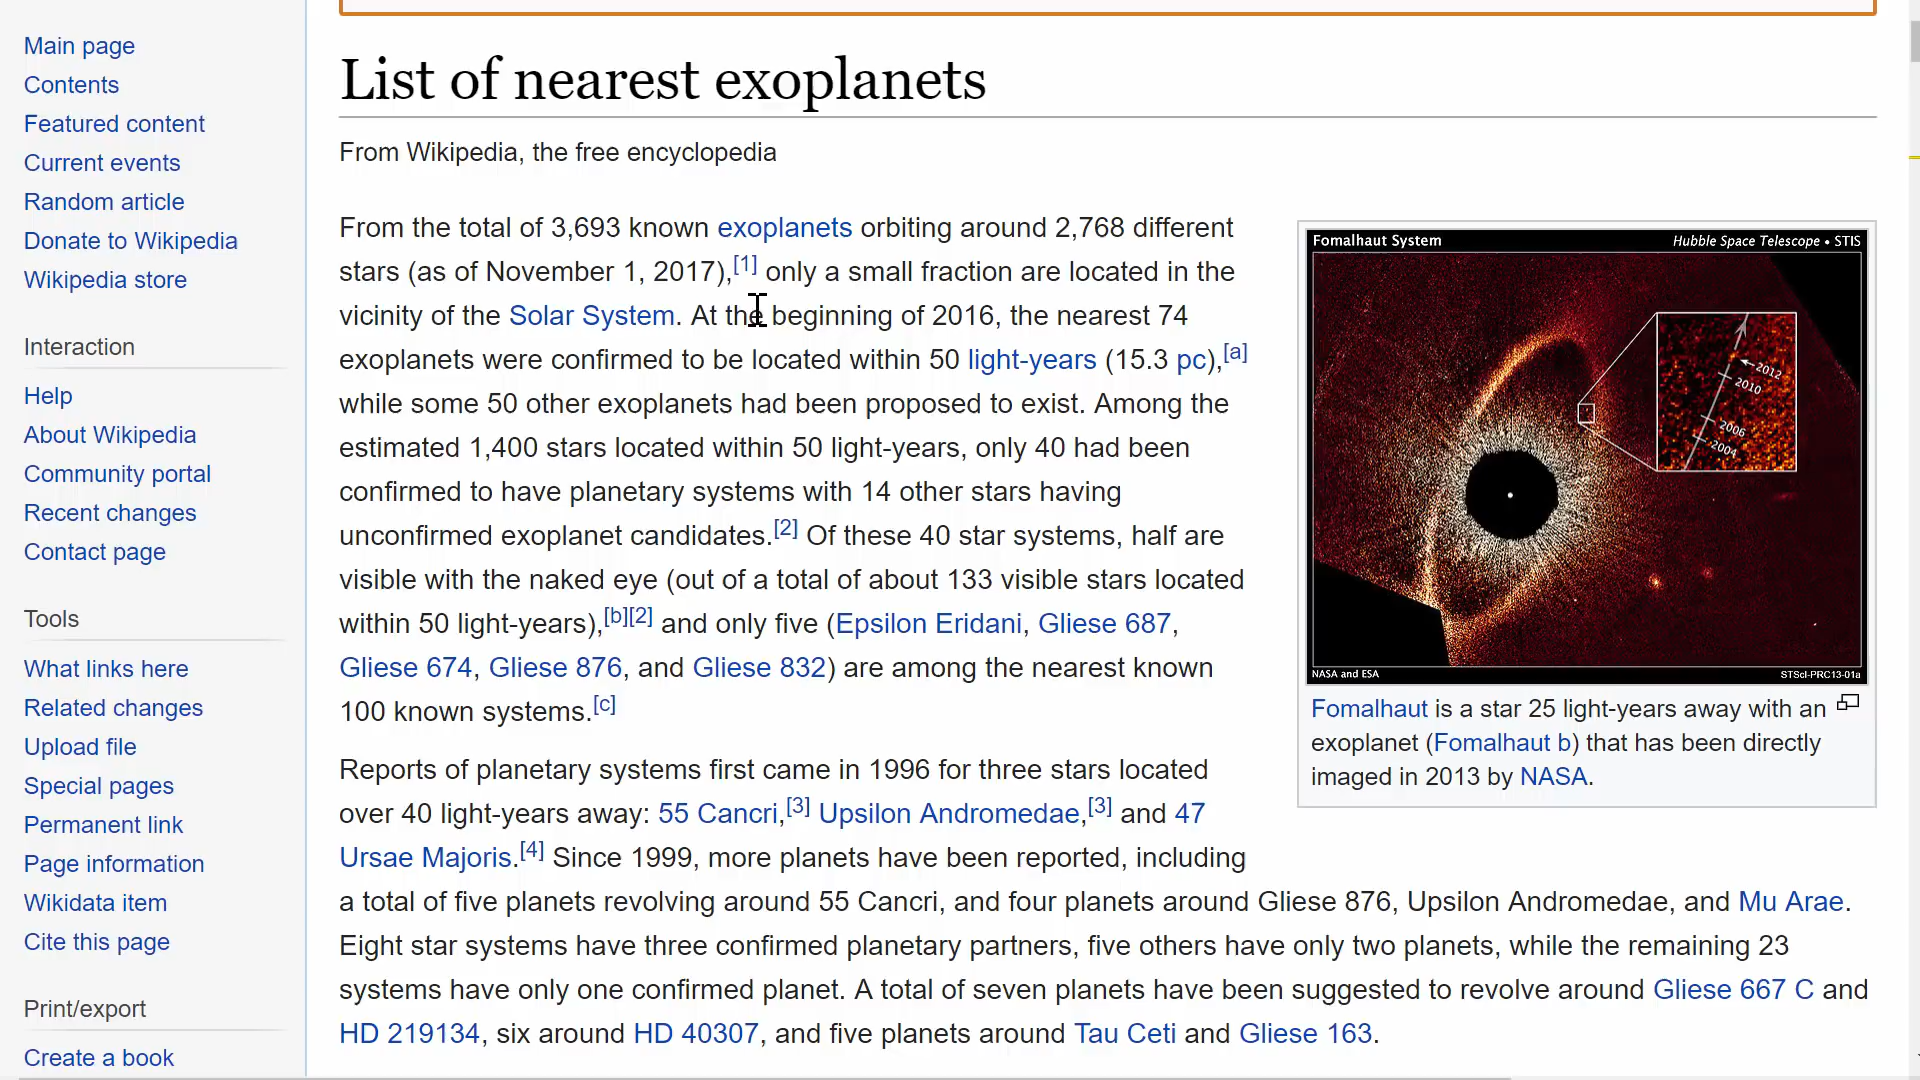 Main page
Contents
Featured content
Current events
Random article
Donate to Wikipedia
Wikipedia store
Interaction
Help
About Wikipedia
Community portal
Recent changes
Contact page
Tools
What links here
Related changes
Upload file
Special pages
Permanent link
Page information
Wikidata item
Cite this page
Print/export
Create a book
List of nearest exoplanets
From Wikipedia, the free encyclopedia
From the total of 3,693 known exoplanets orbiting around 2,768 different
stars (as of November 1, 2017),[1] only a small fraction are located in the
vicinity of the Solar System. At the beginning of 2016, the nearest 74
exoplanets were confirmed to be located within 50 light-years (15.3 pc),[a]
while some 50 other exoplanets had been proposed to exist. Among the
estimated 1,400 stars located within 50 light-years, only 40 had been
confirmed to have planetary systems with 14 other stars having
unconfirmed exoplanet candidates.[2] Of these 40 star systems, half are
visible with the naked eye (out of a total of about 133 visible stars located
within 50 light-years),[b][2] and only five (Epsilon Eridani, Gliese 687,
Gliese 674, Gliese 876, and Gliese 832) are among the nearest known
100 known systems.[c]
Fomalhaut System
Hubble Space Telescope • STIS
2012
2010
2006
2004
NASA and ESA
STScI-PRC13-01a
Fomalhaut is a star 25 light-years away with an
exoplanet (Fomalhaut b) that has been directly
imaged in 2013 by NASA.
Reports of planetary systems first came in 1996 for three stars located
over 40 light-years away: 55 Cancri,[3] Upsilon Andromedae,[3] and 47
Ursae Majoris.[4] Since 1999, more planets have been reported, including
a total of five planets revolving around 55 Cancri, and four planets around Gliese 876, Upsilon Andromedae, and Mu Arae.
Eight star systems have three confirmed planetary partners, five others have only two planets, while the remaining 23
systems have only one confirmed planet. A total of seven planets have been suggested to revolve around Gliese 667 C and
HD 219134, six around HD 40307, and five planets around Tau Ceti and Gliese 163.